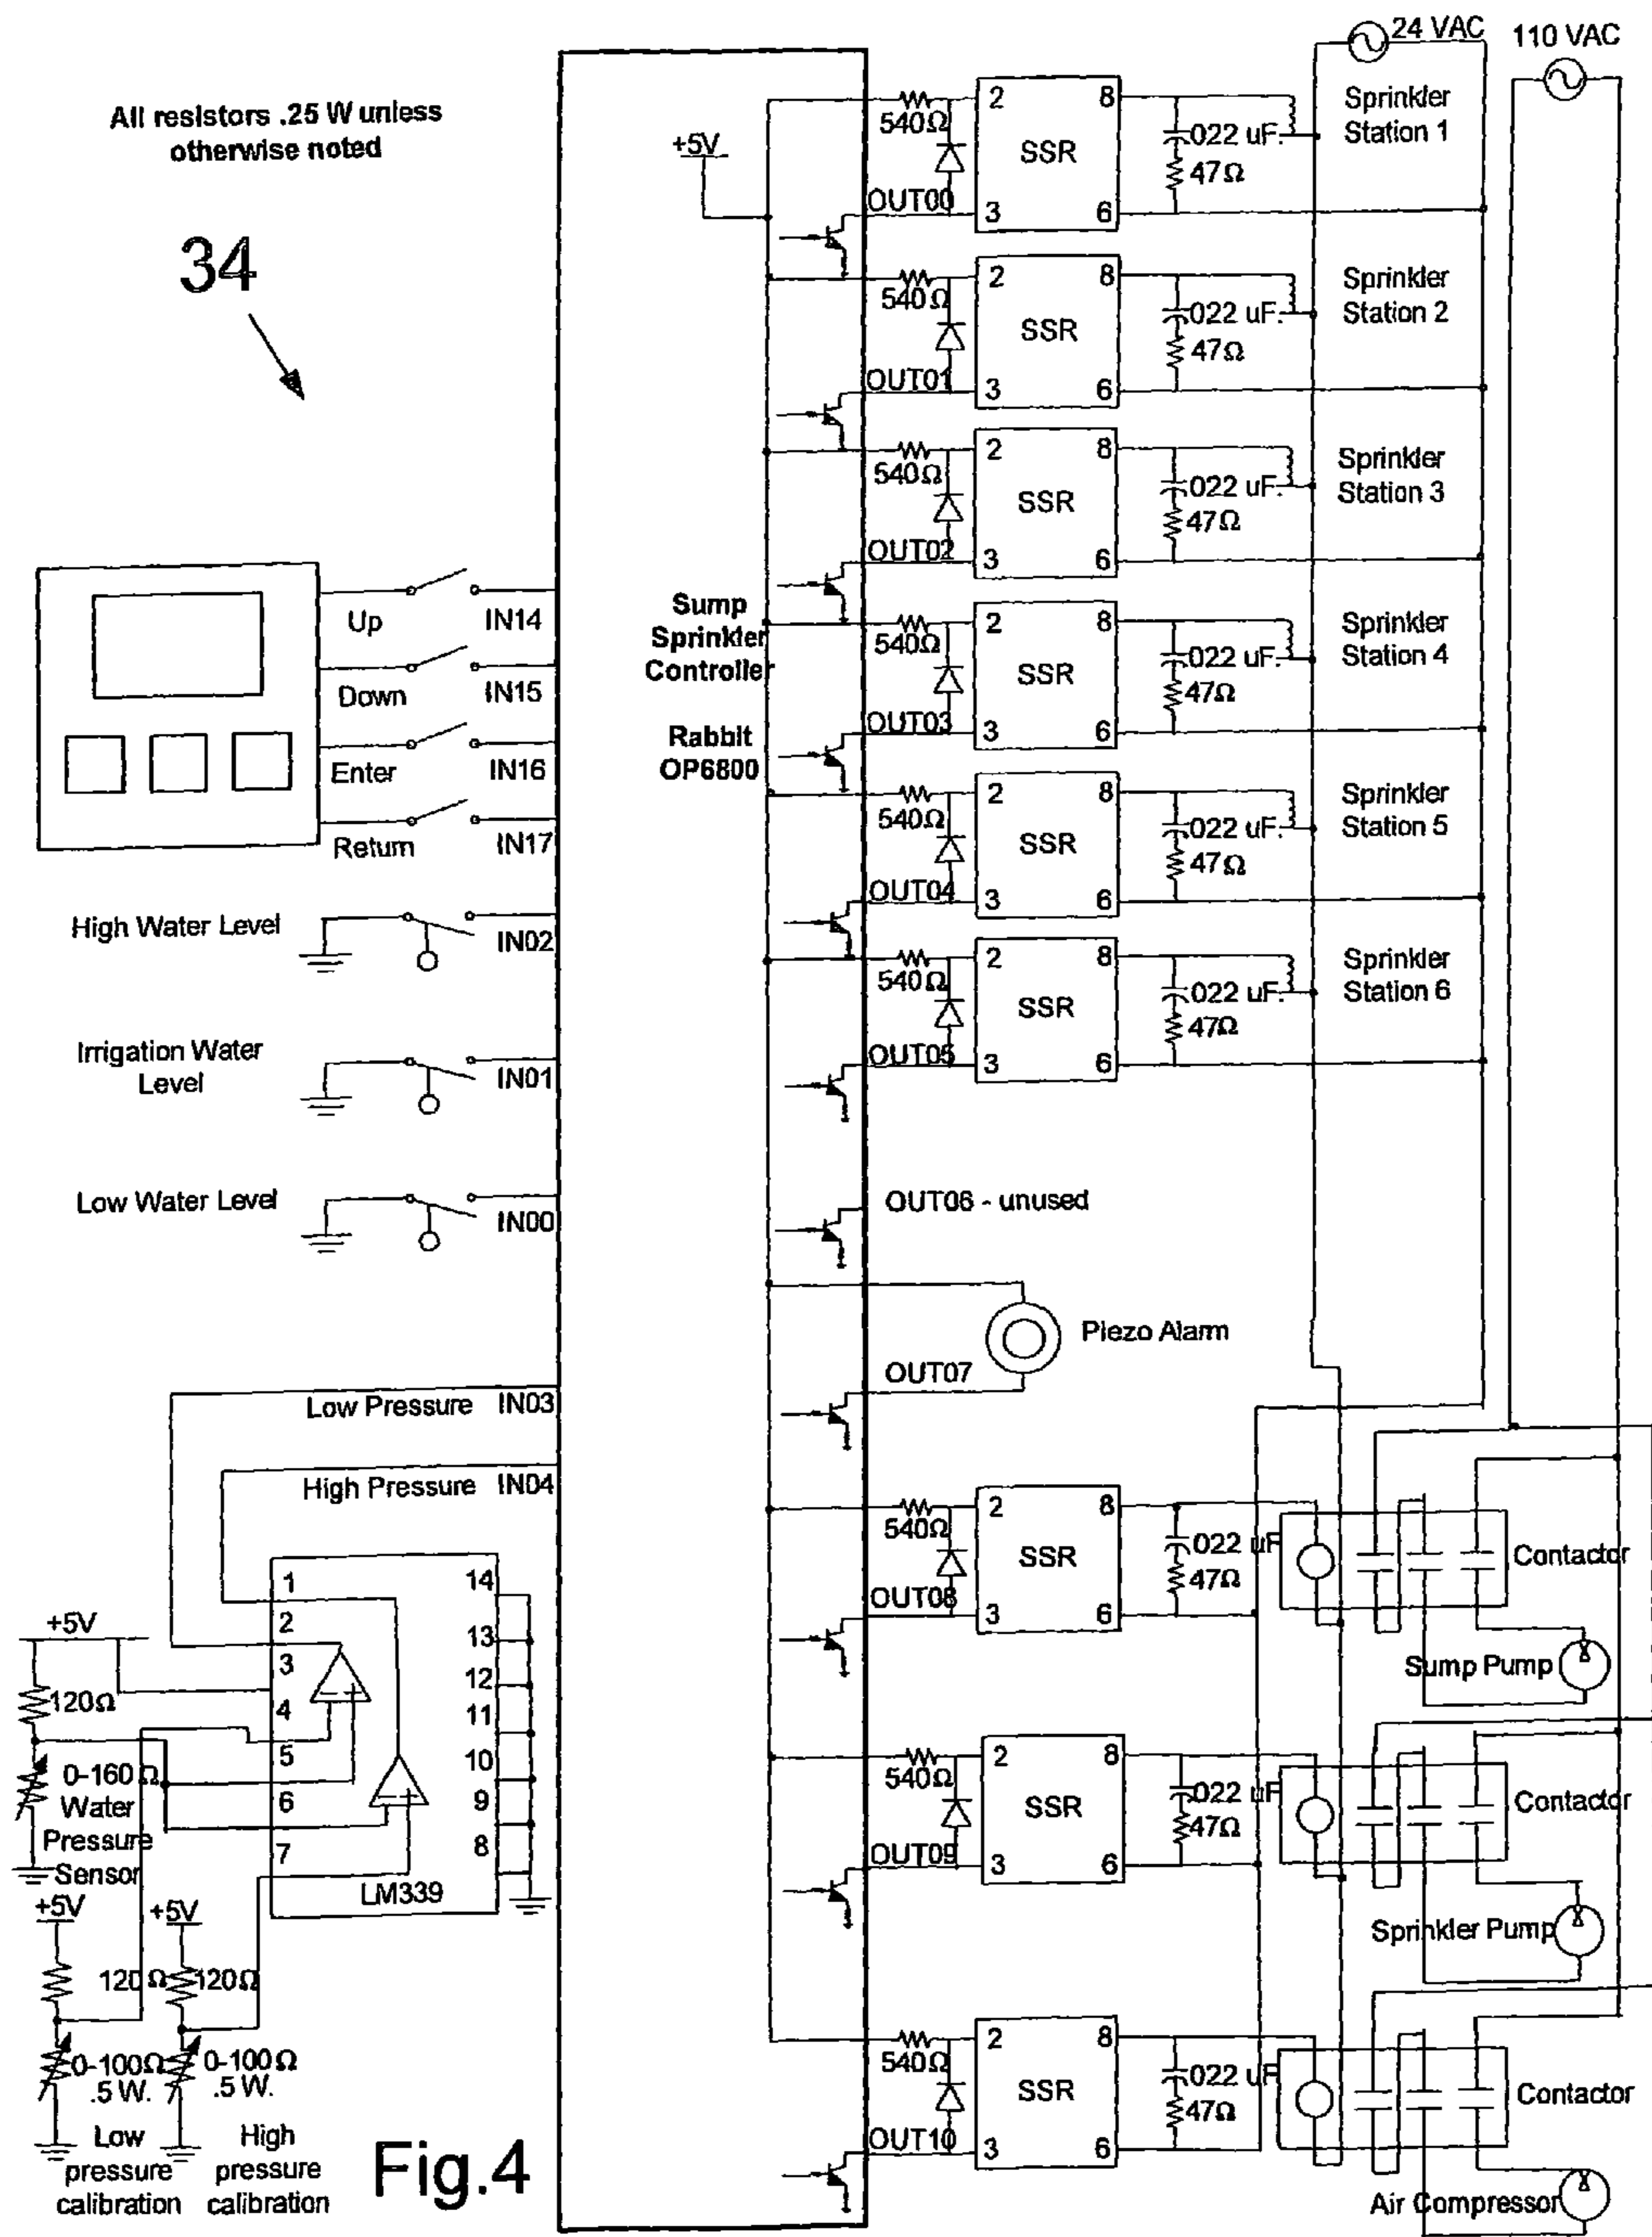 24 VAC
110 VAC
All resistors .25 W unless
otherwise noted
34
+5V
540Ω
2
8
SSR
3
6
OUT00
.022 uF.
47Ω
Sprinkler
Station 1
540Ω
2
8
SSR
3
6
OUT01
.022 uF.
47Ω
Sprinkler
Station 2
540Ω
2
8
SSR
3
6
OUT02
.022 uF.
47Ω
Sprinkler
Station 3
540Ω
2
8
SSR
3
6
OUT03
.022 uF.
47Ω
Sprinkler
Station 4
540Ω
2
8
SSR
3
6
OUT04
.022 uF.
47Ω
Sprinkler
Station 5
540Ω
2
8
SSR
3
6
OUT05
.022 uF.
47Ω
Sprinkler
Station 6
Sump
Sprinkler
Controller
Rabbit
OP6800
Up
IN14
Down
IN15
Enter
IN16
Return
IN17
High Water Level
IN02
Irrigation Water
Level
IN01
Low Water Level
IN00
OUT06 - unused
Piezo Alarm
OUT07
Low Pressure IN03
High Pressure IN04
540Ω
2
8
SSR
3
6
OUT08
.022 uF
47Ω
Contactor
Sump Pump
540Ω
2
8
SSR
3
6
OUT09
.022 uF
47Ω
Contactor
Sprinkler Pump
540Ω
2
8
SSR
3
6
OUT10
.022 uF
47Ω
Contactor
Air Compressor
1
2
3
4
5
6
7
14
13
12
11
10
9
8
LM339
+5V
120Ω
0-160Ω
Water
Pressure
Sensor
+5V
+5V
120Ω
120Ω
0-100Ω
.5 W.
0-100Ω
.5 W.
Low
pressure
calibration
High
pressure
calibration
Fig.4